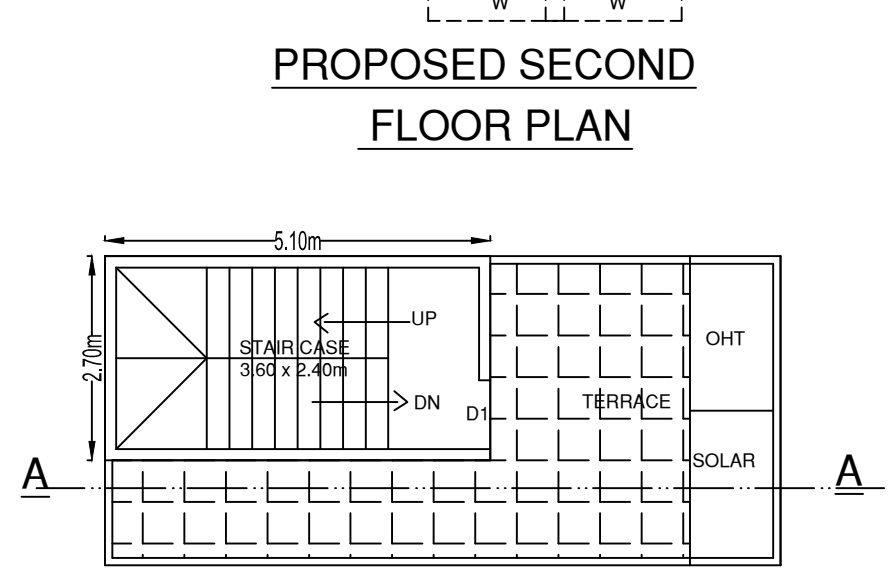 W W
PROPOSED SECOND
FLOOR PLAN
5.10m
2.70m
UP
STAIR CASE
3.60 x 2.40m
DN
D1
OHT
TERRACE
SOLAR
A A